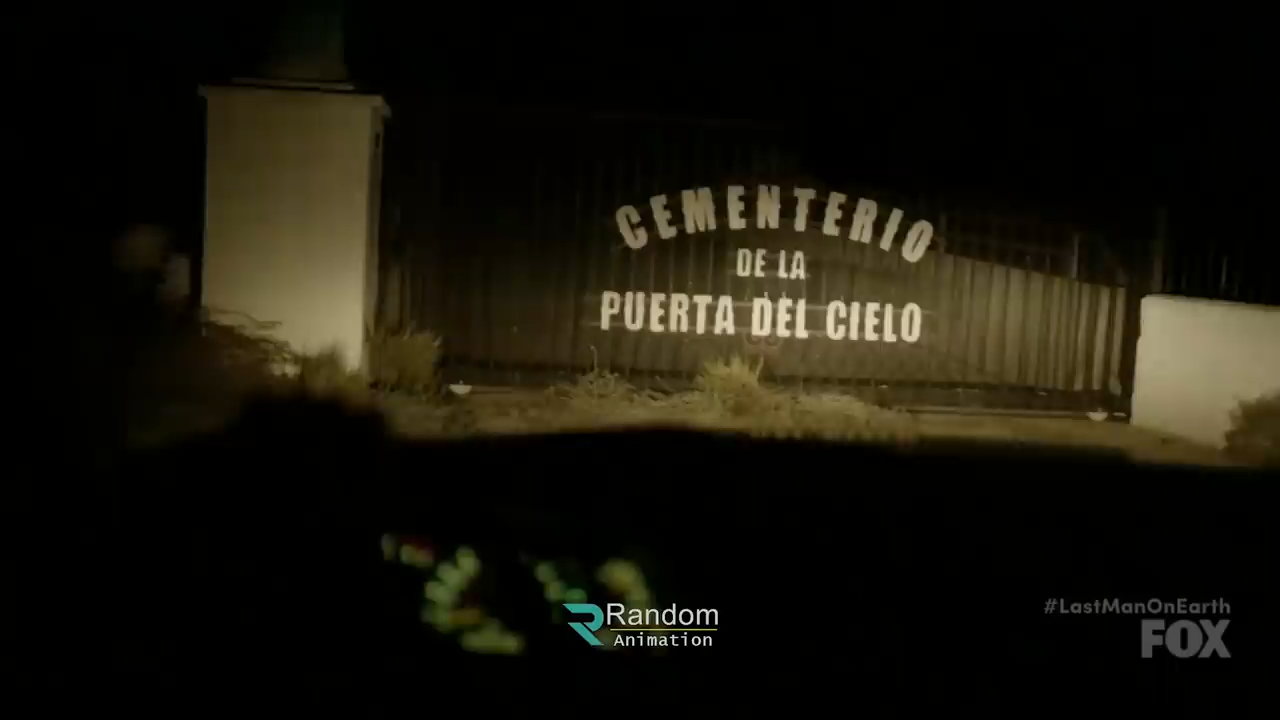 CEMENTERIO
DE LA
PUERTA DEL CIELO
Random
Animation
#LastManOnEarth
FOX